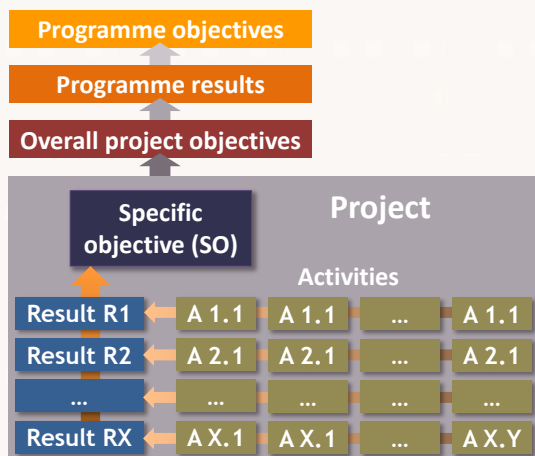 Programme objectives
Programme results
Overall project objectives
Project
Specific
objective (SO)
Activities
Result R1 A 1.1 A 1.1 ... A 1.1
Result R2 A 2.1 A 2.1 ... A 2.1
... ... ... ... ...
Result RX A X.1 A X.1 ... A X.Y